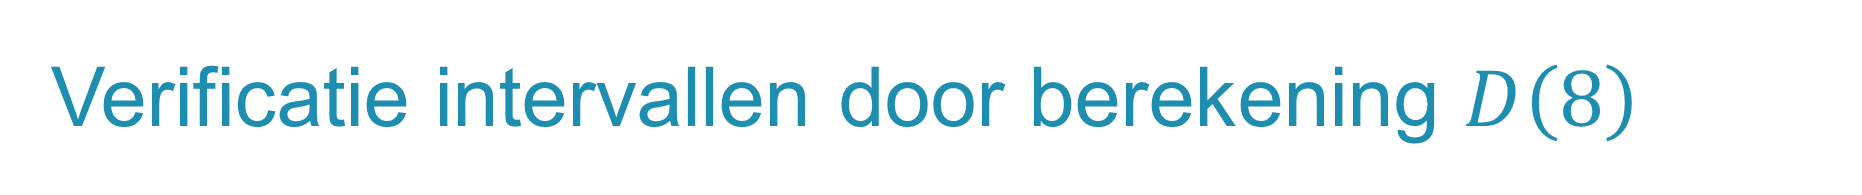 Verificatie intervallen door berekening D(8)